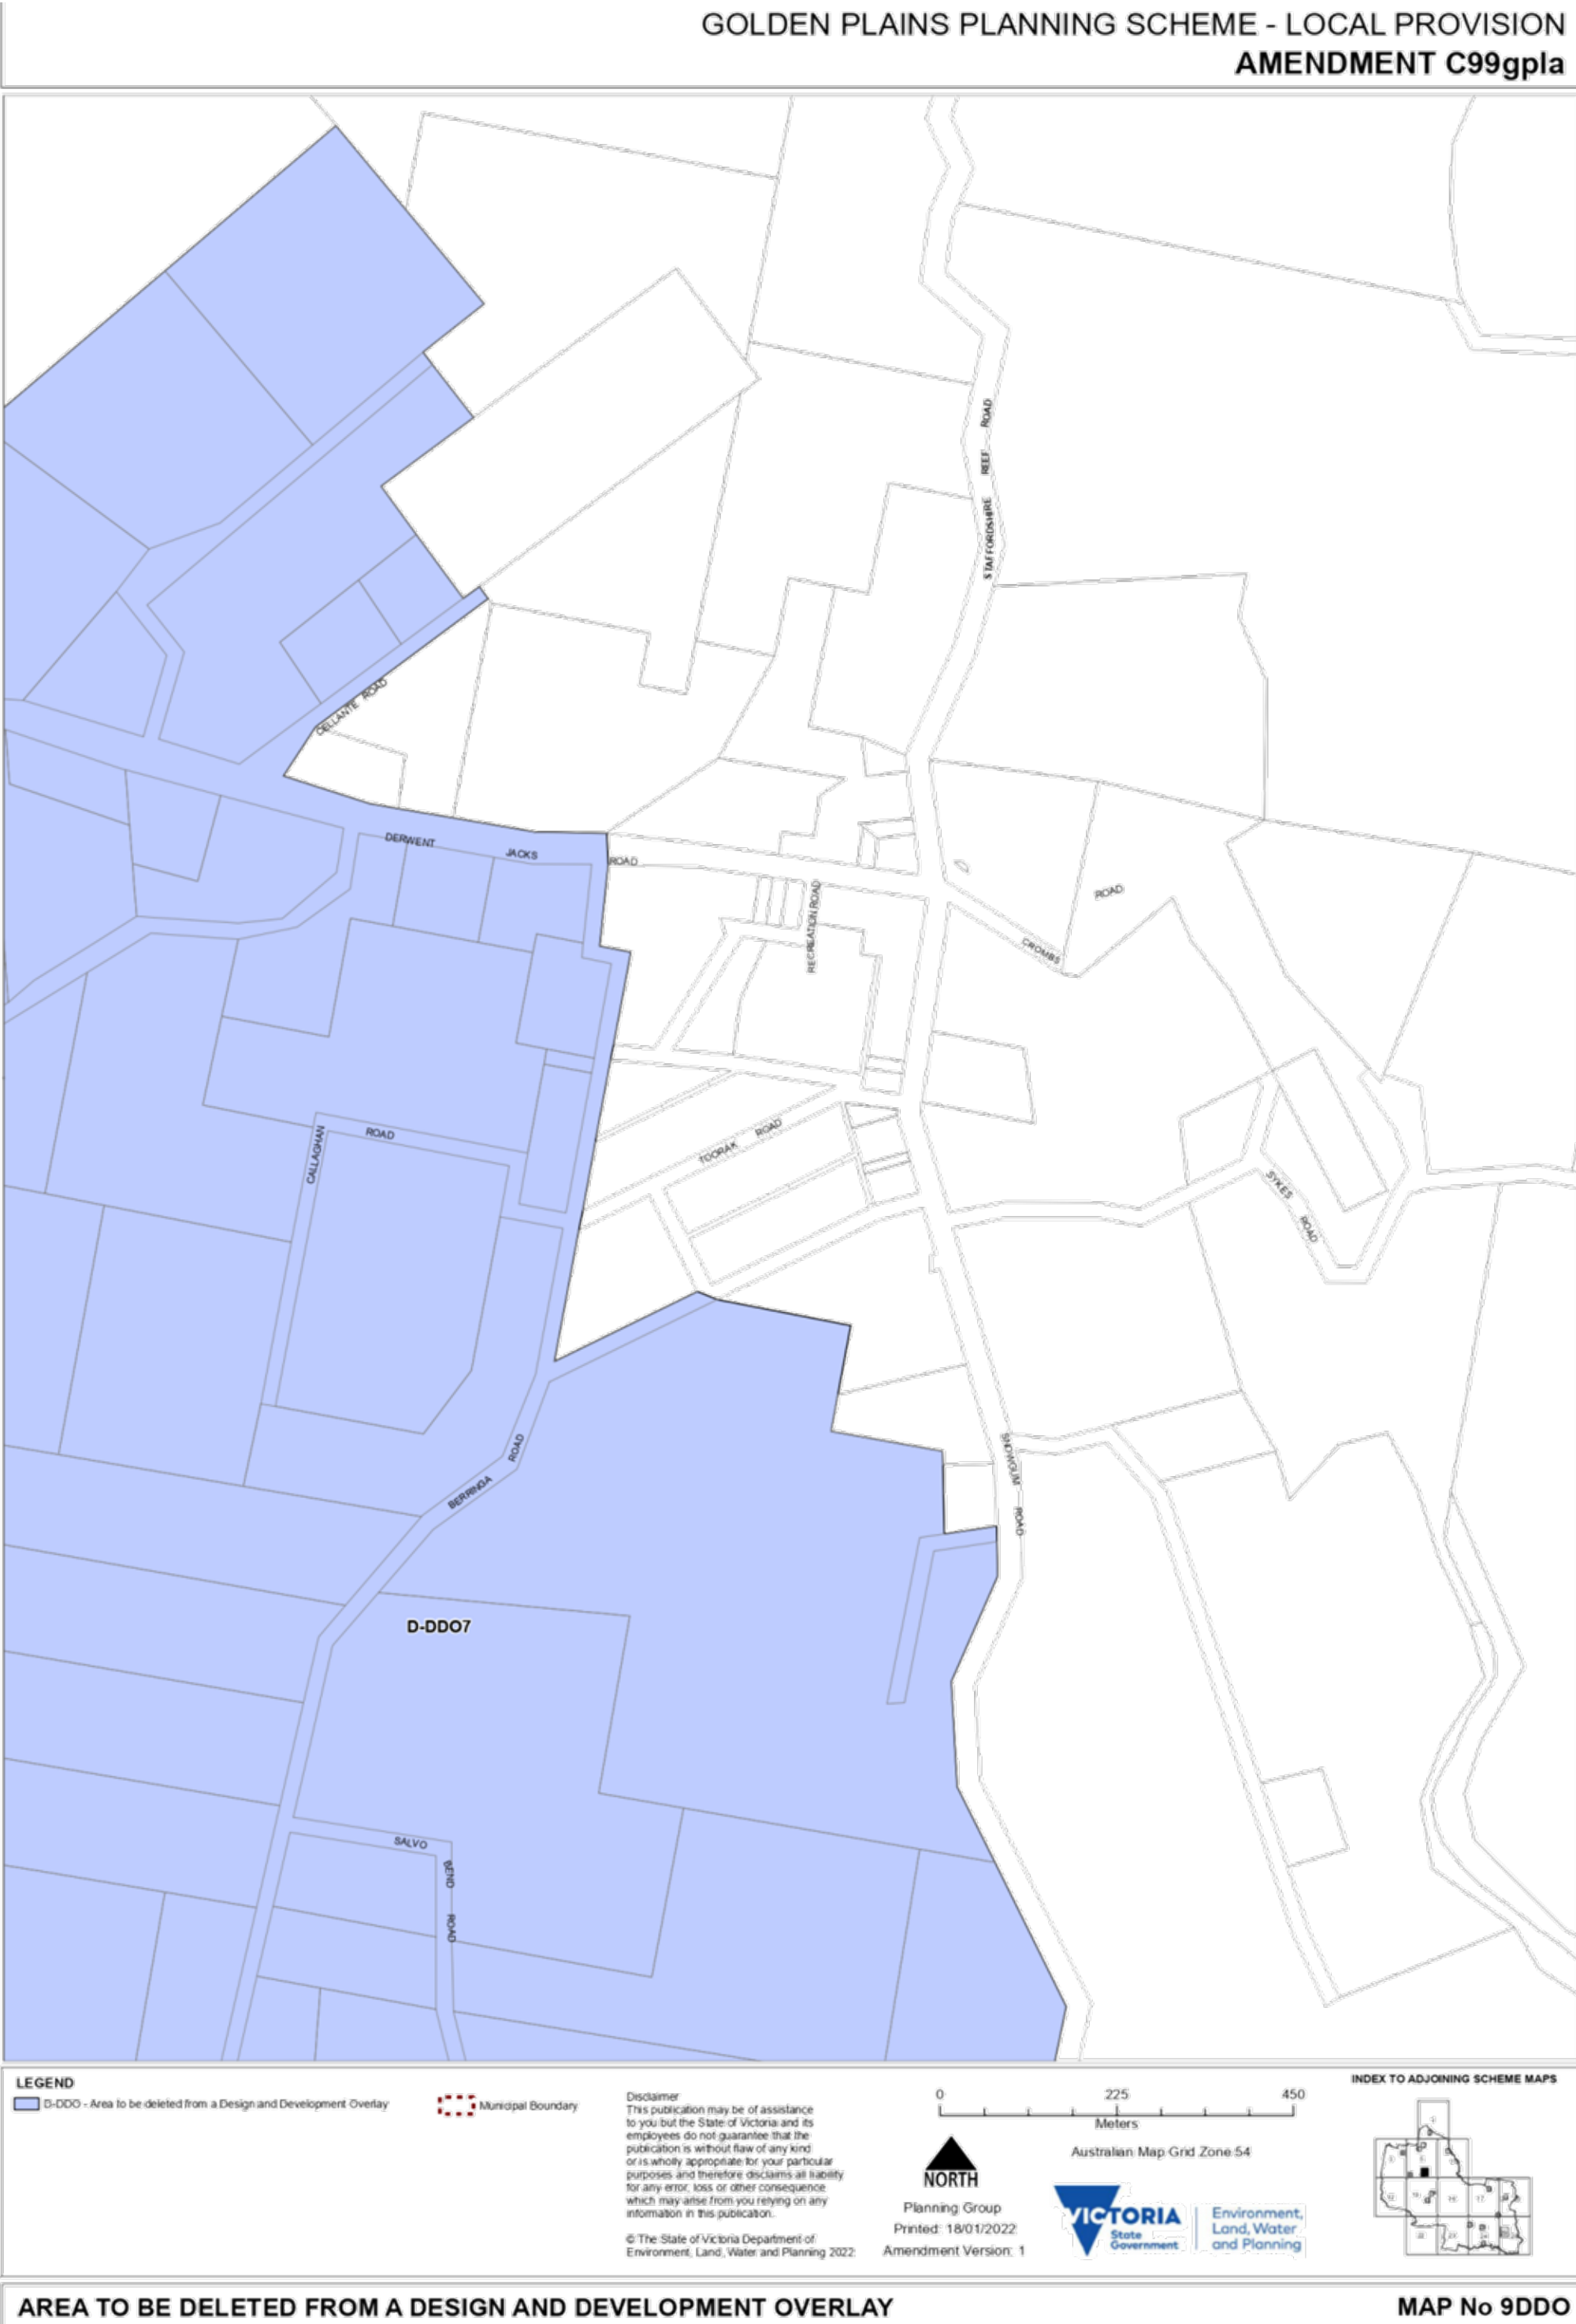 GOLDEN PLAINS PLANNING SCHEME - LOCAL PROVISION
AMENDMENT C99gpla
STAFFORDSHIRE REEF ROAD
DELLANTE ROAD
DERWENT JACKS ROAD
RECREATION ROAD
CROMBS ROAD
TOORAK ROAD
CALLAGHAN ROAD
SYKES ROAD
BERRINGA ROAD
SNOWGUM ROAD
D-DDO7
SALVO BEND ROAD
LEGEND
D-DDO - Area to be deleted from a Design and Development Overlay
Municipal Boundary
Disclaimer
This publication may be of assistance
to you but the State of Victoria and its
employees do not guarantee that the
publication is without flaw of any kind
or is wholly appropriate for your particular
purposes and therefore disclaims all liability
for any error, loss or other consequence
which may arise from you relying on any
information in this publication.
© The State of Victoria Department of
Environment, Land, Water and Planning 2022
0 225 450
Meters
NORTH
Australian Map Grid Zone 54
Planning Group
Printed: 18/01/2022
Amendment Version: 1
VICTORIA
State
Government
Environment,
Land, Water
and Planning
INDEX TO ADJOINING SCHEME MAPS
AREA TO BE DELETED FROM A DESIGN AND DEVELOPMENT OVERLAY
MAP No 9DDO